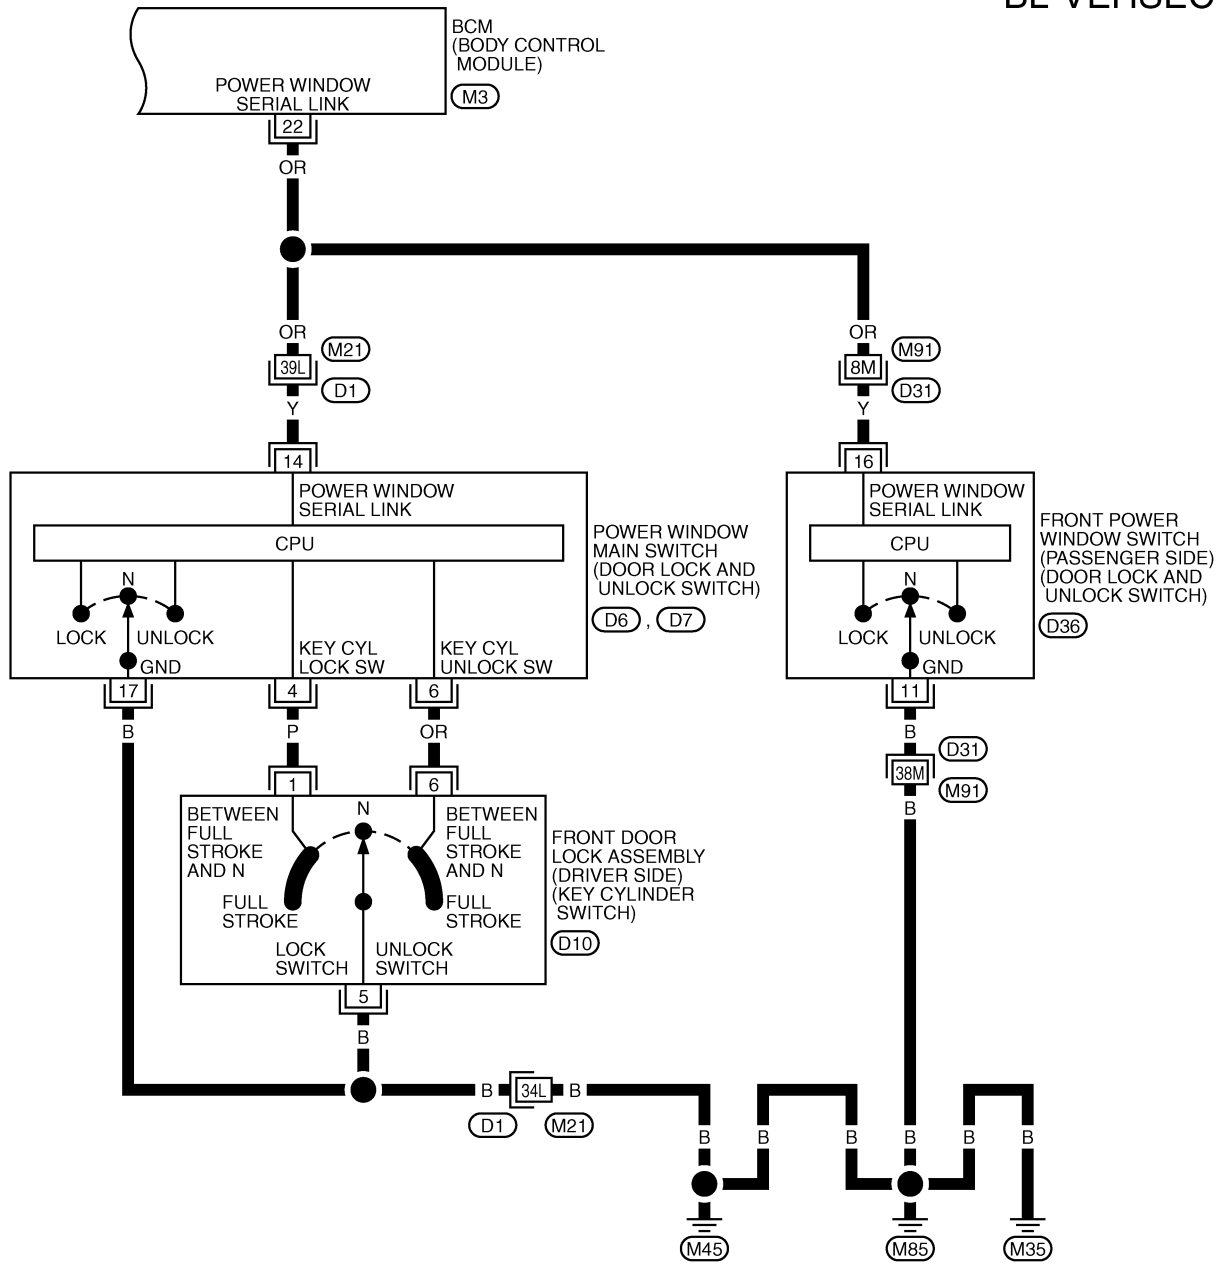 BCM
(BODY CONTROL
MODULE)
M3
POWER WINDOW
SERIAL LINK
22
OR
OR
OR
M21
M91
39L
8M
D1
D31
Y
Y
14
16
POWER WINDOW
SERIAL LINK
CPU
POWER WINDOW
MAIN SWITCH
(DOOR LOCK AND
UNLOCK SWITCH)
D6 , D7
N
LOCK
UNLOCK
GND
KEY CYL
LOCK SW
KEY CYL
UNLOCK SW
POWER WINDOW
SERIAL LINK
CPU
FRONT POWER
WINDOW SWITCH
(PASSENGER SIDE)
(DOOR LOCK AND
UNLOCK SWITCH)
D36
N
LOCK
UNLOCK
GND
17
4
6
11
B
P
OR
B
D31
38M
M91
B
1
6
BETWEEN
FULL
STROKE
AND N
N
BETWEEN
FULL
STROKE
AND N
FULL
STROKE
FULL
STROKE
LOCK
SWITCH
UNLOCK
SWITCH
FRONT DOOR
LOCK ASSEMBLY
(DRIVER SIDE)
(KEY CYLINDER
SWITCH)
D10
5
B
B
34L
B
D1
M21
B
B
B
B
B
B
M45
M85
M35